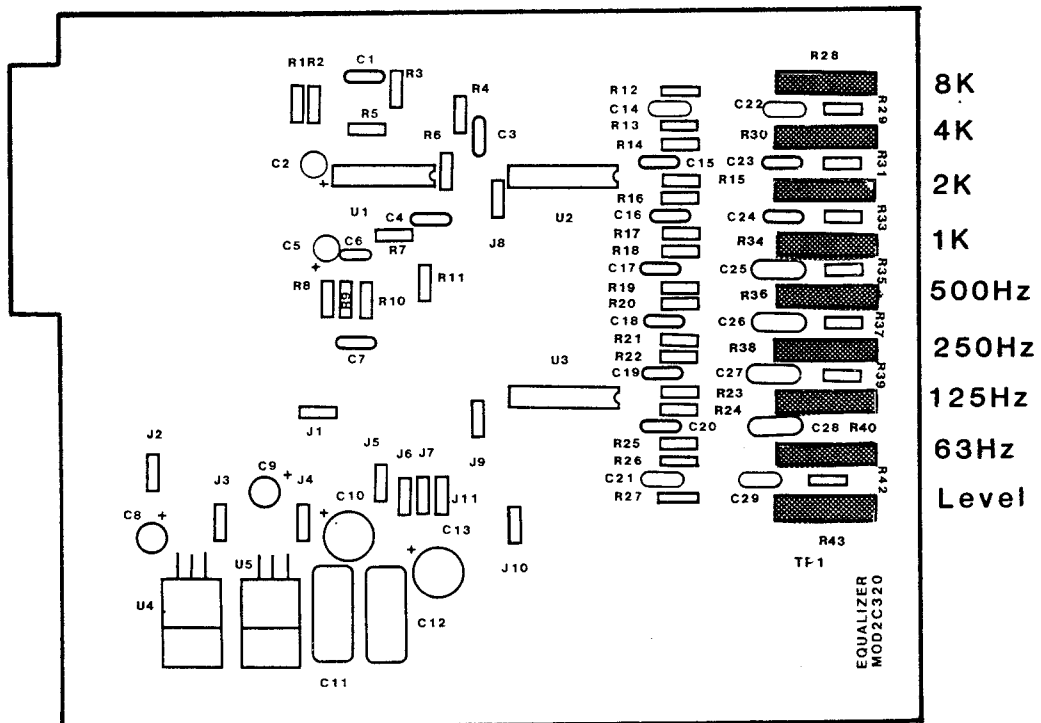 R28
8K
R1 R2
C1
R3
R12
R4
C14
C22
R29
R5
R13
4K
R6
C3
R14
R30
C2
C15
C23
R31
R15
2K
R16
U1
C4
U2
C16
C24
R33
J8
R17
C5
C6
R7
R18
R34
1K
C17
C25
R35
R8
R9
R10
R11
R19
R20
R36
500Hz
C18
C26
R37
R21
C7
R22
R38
250Hz
U3
C19
C27
R39
R23
R24
125Hz
J1
C20
C28
R40
J2
J5
J9
R25
63Hz
J3
C9
J4
J6
J7
R26
C10
J11
C21
C29
R42
Level
R27
C8
C13
R43
U5
J10
TP1
U4
C12
C11
EQUALIZER
MOD2C320